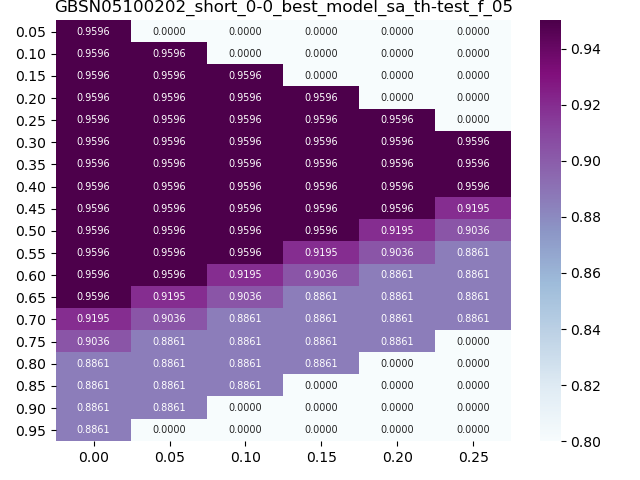 GBSN05100202_short_0-0_best_model_sa_th-test_f_05
0.05 0.9596 0.0000 0.0000 0.0000 0.0000 0.0000
0.10 0.9596 0.9596 0.0000 0.0000 0.0000 0.0000
0.15 0.9596 0.9596 0.9596 0.0000 0.0000 0.0000
0.20 0.9596 0.9596 0.9596 0.9596 0.0000 0.0000
0.25 0.9596 0.9596 0.9596 0.9596 0.9596 0.0000
0.30 0.9596 0.9596 0.9596 0.9596 0.9596 0.9596
0.35 0.9596 0.9596 0.9596 0.9596 0.9596 0.9596
0.40 0.9596 0.9596 0.9596 0.9596 0.9596 0.9596
0.45 0.9596 0.9596 0.9596 0.9596 0.9596 0.9195
0.50 0.9596 0.9596 0.9596 0.9596 0.9195 0.9036
0.55 0.9596 0.9596 0.9596 0.9195 0.9036 0.8861
0.60 0.9596 0.9596 0.9195 0.9036 0.8861 0.8861
0.65 0.9596 0.9195 0.9036 0.8861 0.8861 0.8861
0.70 0.9195 0.9036 0.8861 0.8861 0.8861 0.8861
0.75 0.9036 0.8861 0.8861 0.8861 0.8861 0.0000
0.80 0.8861 0.8861 0.8861 0.8861 0.0000 0.0000
0.85 0.8861 0.8861 0.8861 0.0000 0.0000 0.0000
0.90 0.8861 0.8861 0.0000 0.0000 0.0000 0.0000
0.95 0.8861 0.0000 0.0000 0.0000 0.0000 0.0000
0.00 0.05 0.10 0.15 0.20 0.25
0.94
0.92
0.90
0.88
0.86
0.84
0.82
0.80